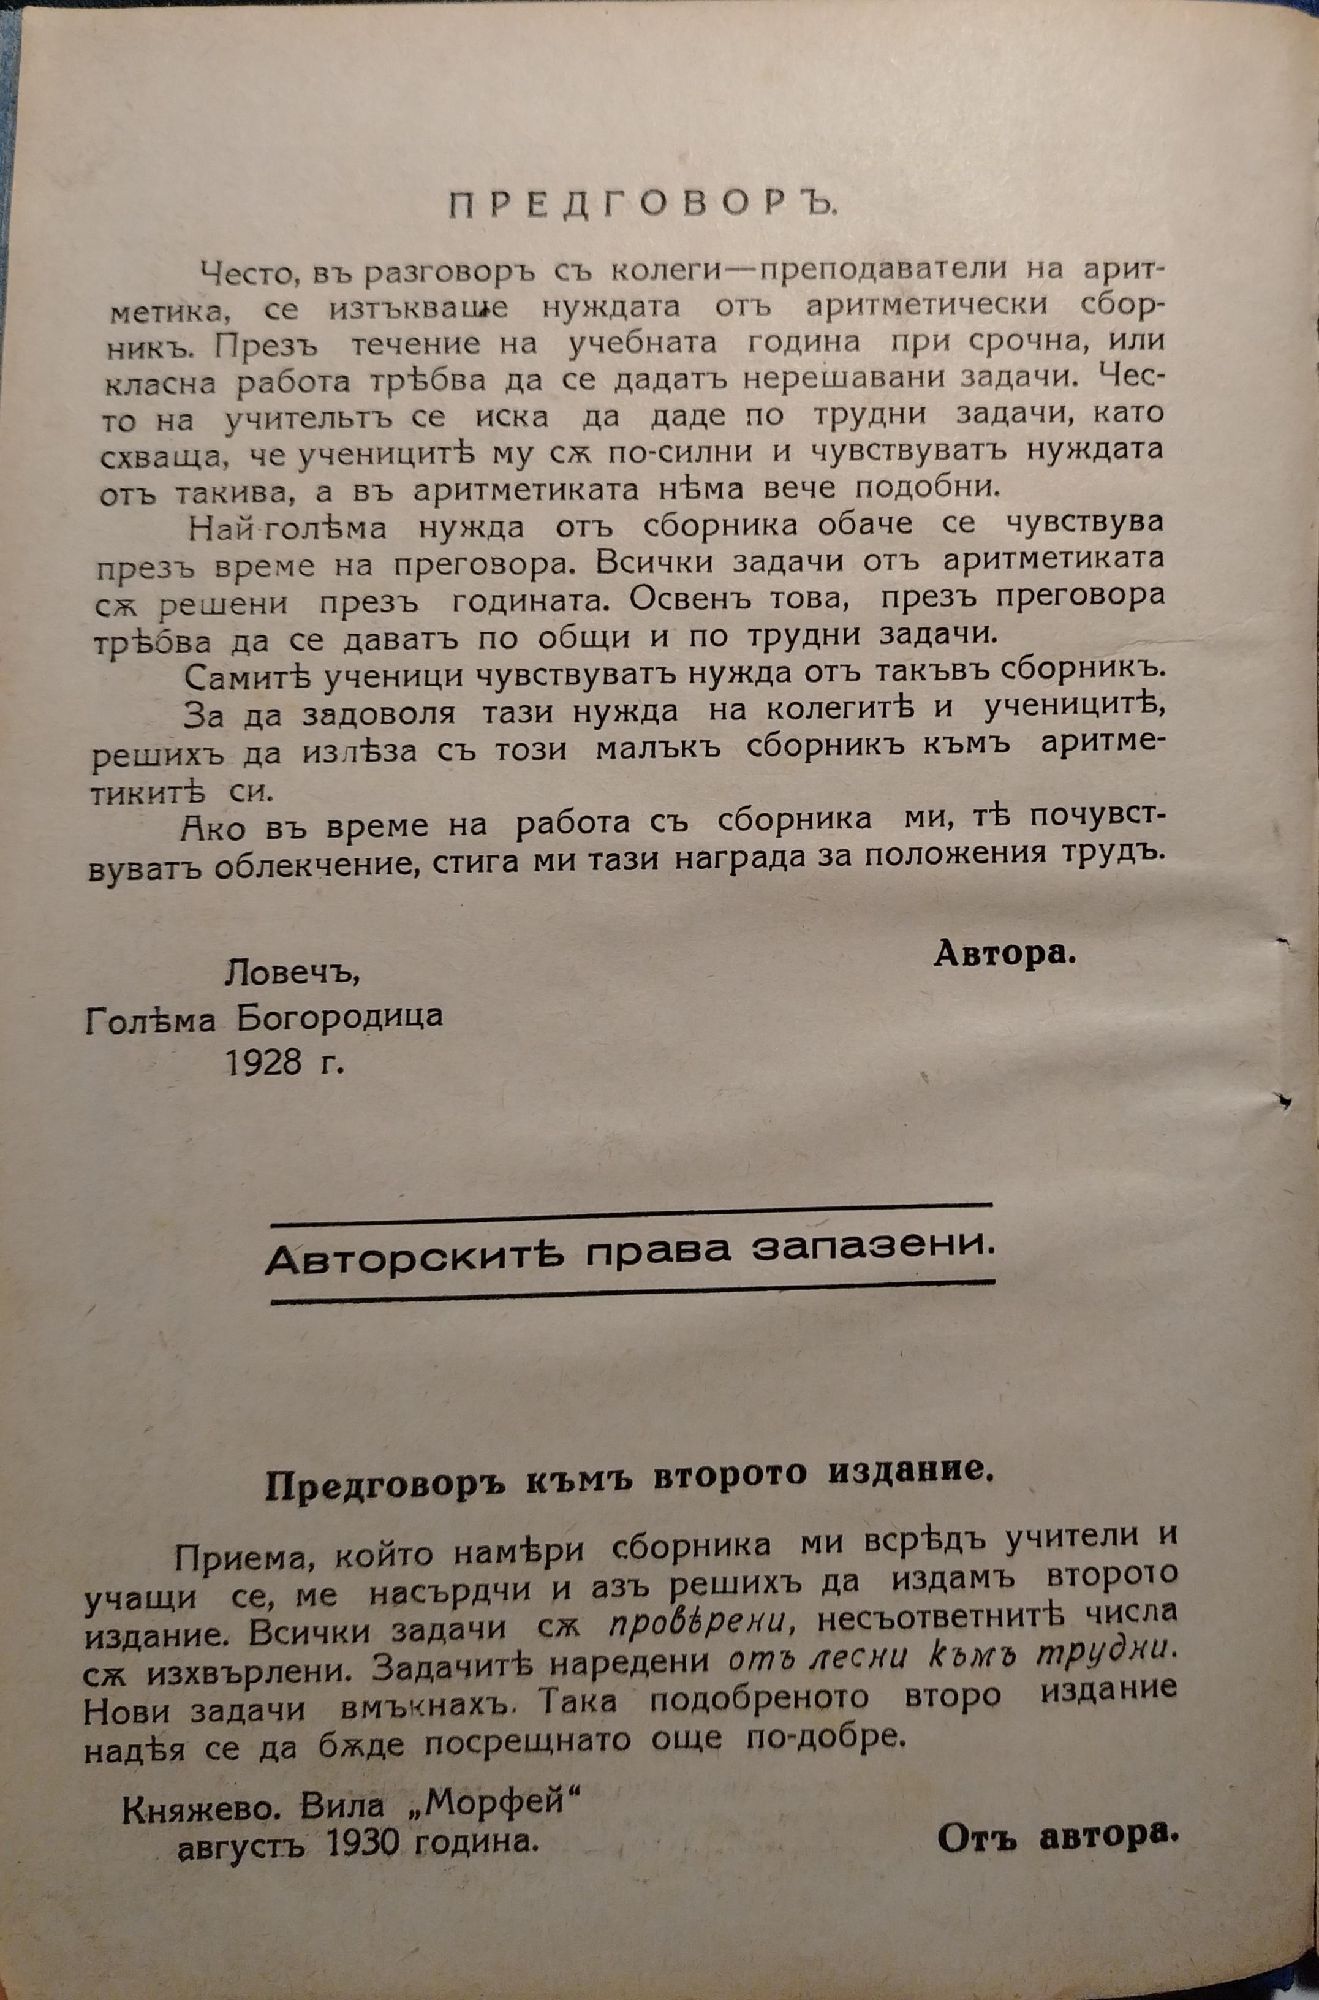 ПРЕДГОВОРЪ.
Често, въ разговоръ съ колеги—преподаватели на арит-
метика, се изтъкваше нуждата отъ аритметически сбор-
никъ. Презъ течение на учебната година при срочна, или
класна работа трѣбва да се дадатъ нерешавани задачи. Чес-
то на учительтъ се иска да даде по трудни задачи, като
схваща, че ученицитѣ му сѫ по-силни и чувствуватъ нуждата
отъ такива, а въ аритметиката нѣма вече подобни.
Най-голѣма нужда отъ сборника обаче се чувствува
презъ време на преговора. Всички задачи отъ аритметиката
сѫ решени презъ годината. Освенъ това, презъ преговора
трѣбва да се даватъ по общи и по трудни задачи.
Самитѣ ученици чувствуватъ нужда отъ такъвъ сборникъ.
За да задоволя тази нужда на колегитѣ и ученицитѣ,
решихъ да излѣза съ този малъкъ сборникъ къмъ аритме-
тикитѣ си.
Ако въ време на работа съ сборника ми, тѣ почувст-
вуватъ облекчение, стига ми тази награда за положения трудъ.
Автора.
Ловечъ,
Голѣма Богородица
1928 г.
Авторскитѣ права запазени.
Предговоръ къмъ второто издание.
Приема, който намѣри сборника ми всрѣдъ учители и
учащи се, ме насърдчи и азъ решихъ да издамъ второто
издание. Всички задачи сѫ провѣрени, несъответнитѣ числа
сѫ изхвърлени. Задачитѣ наредени отъ лесни къмъ трудни.
Нови задачи вмъкнахъ. Така подобреното второ издание
надѣя се да бѫде посрещнато още по-добре.
Княжево. Вила „Морфей“
августъ 1930 година.
Отъ автора.